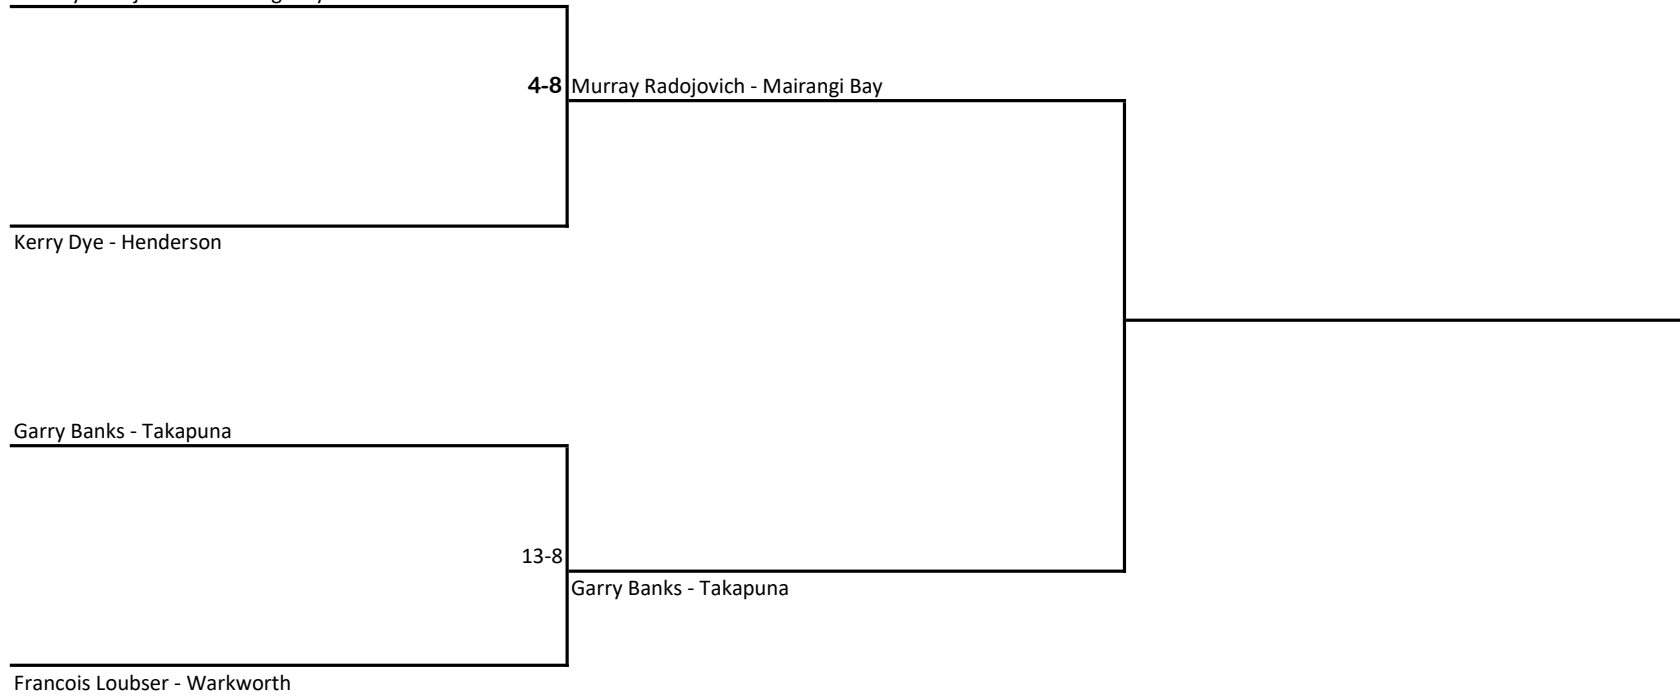 4-8 Murray Radojovich - Mairangi Bay
Kerry Dye - Henderson
Garry Banks - Takapuna
13-8
Garry Banks - Takapuna
Francois Loubser - Warkworth